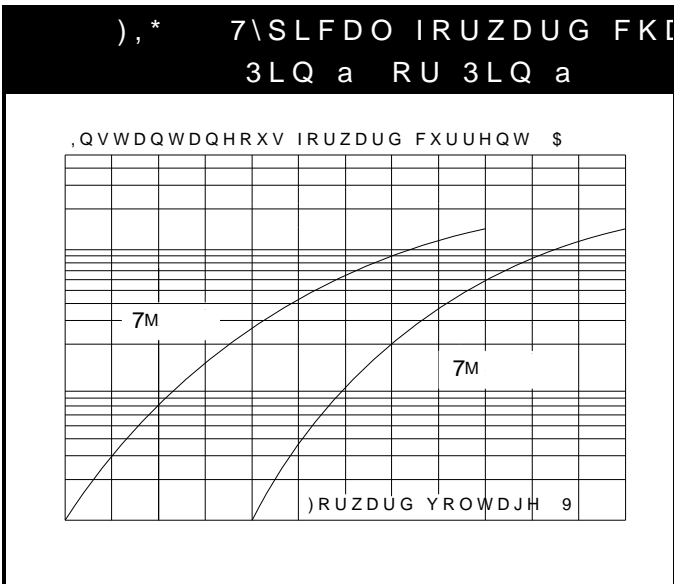 ),* 7\SLFDO IRUZDUG FKD
3LQ a RU 3LQ a
,QVWDQWDQHRXV IRUZDUG FXUUHQW $
7M
7M
)RUZDUG YROWDJH 9